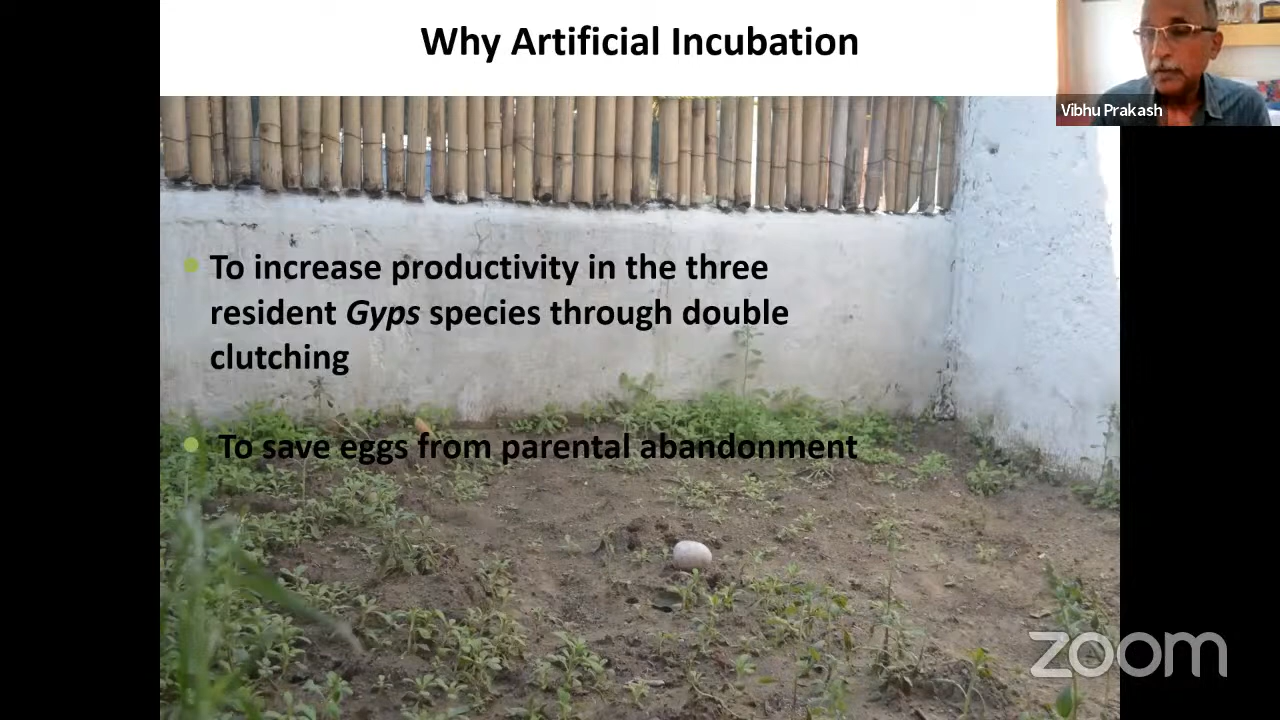 Why Artificial Incubation
Vibhu Prakash
To increase productivity in the three
resident Gyps species through double
clutching
To save eggs from parental abandonment
zoom